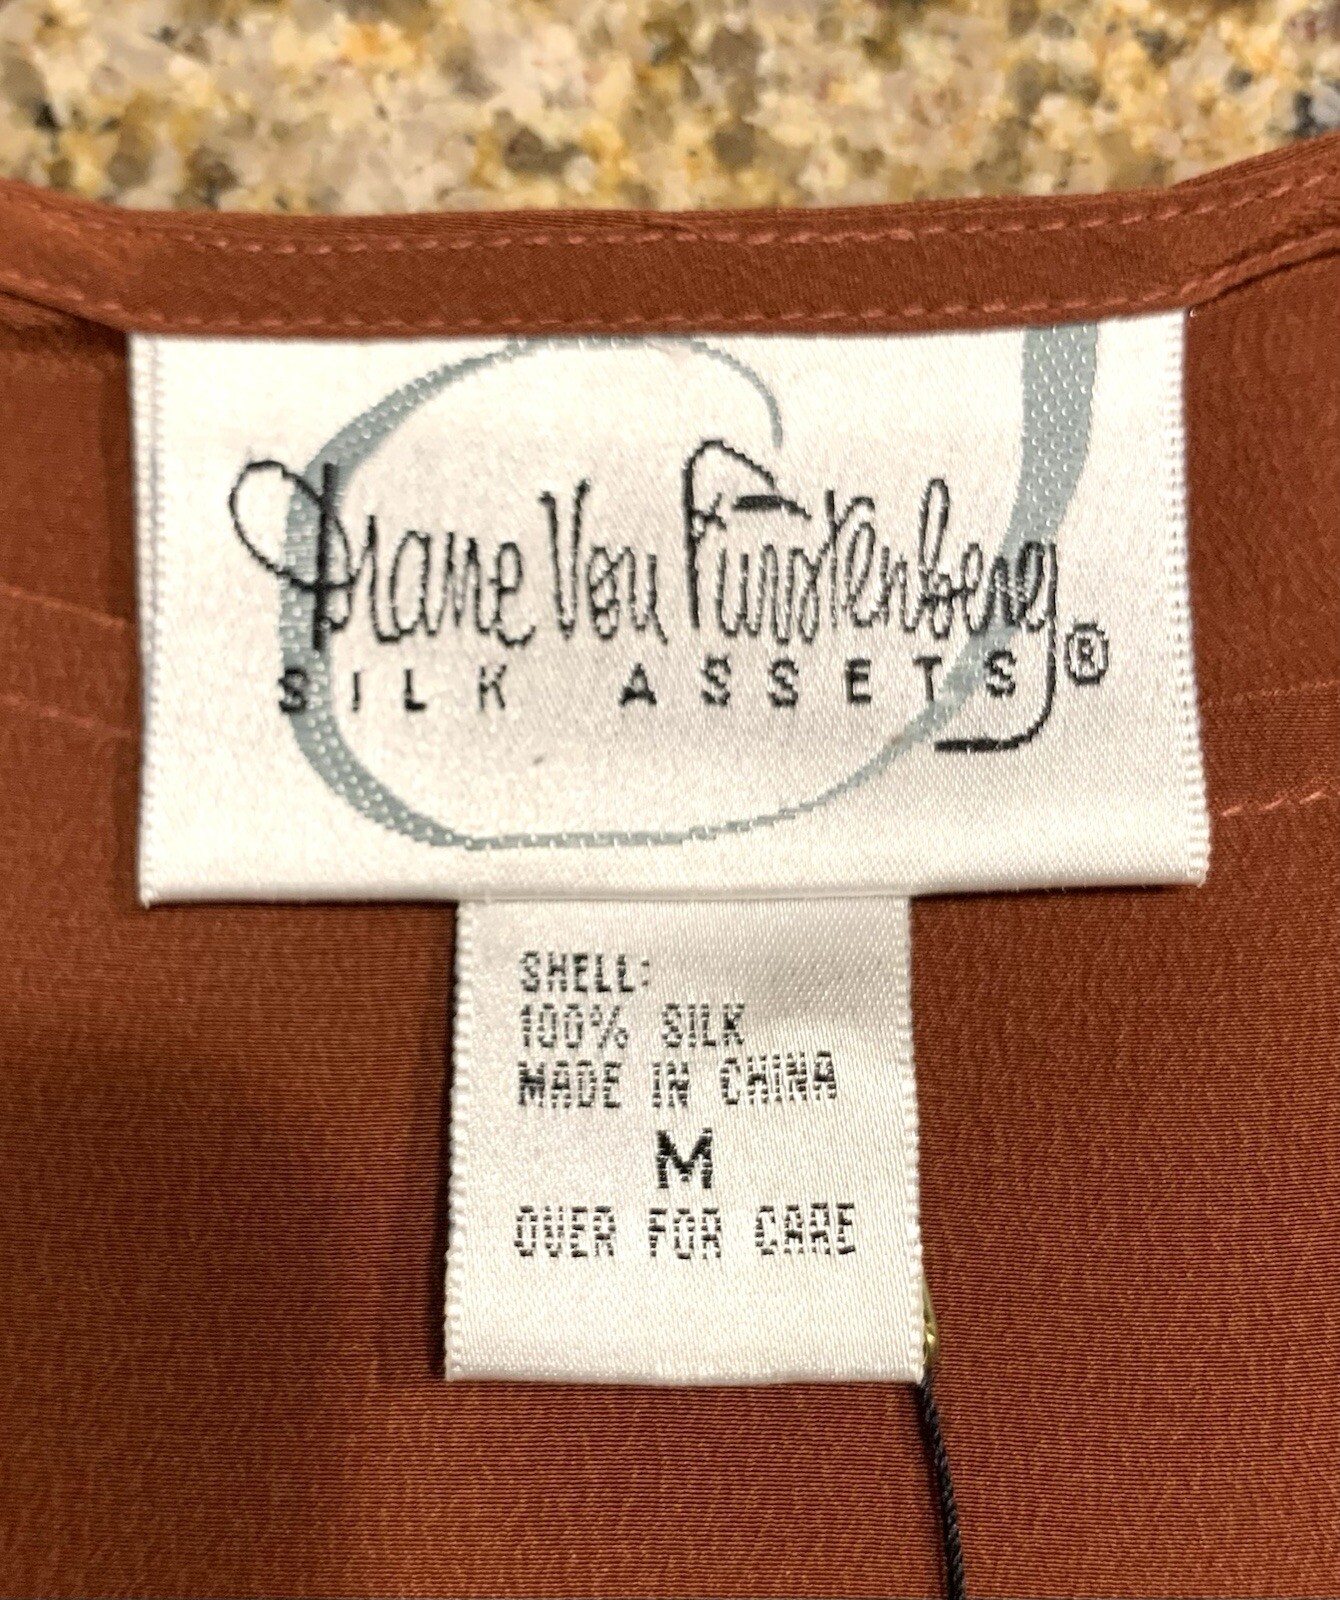 Diane Von Furstenberg®
SILK ASSETS
SHELL:
100% SILK
MADE IN CHINA
M
OVER FOR CARE